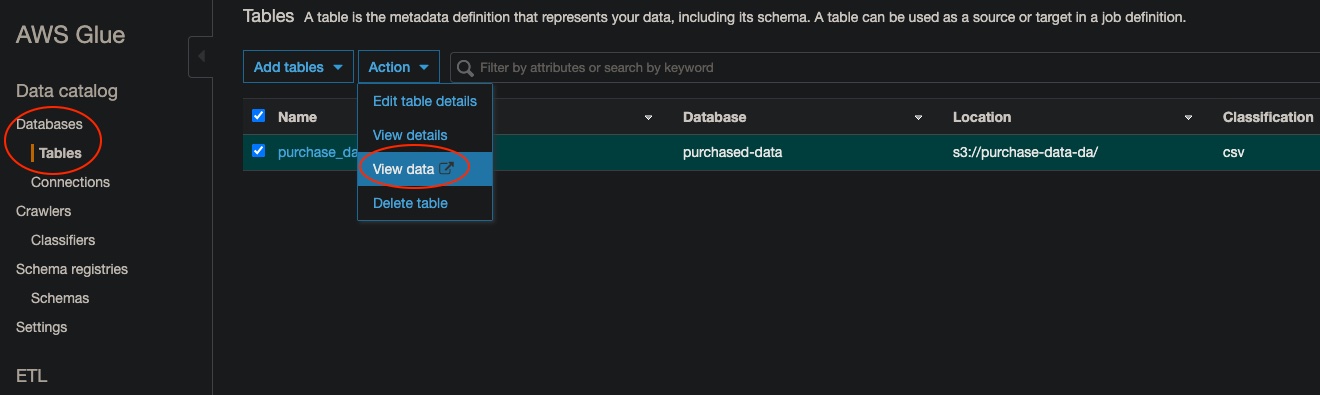 AWS Glue
Data catalog
Databases
Tables
Connections
Crawlers
Classifiers
Schema registries
Schemas
Settings
ETL
Tables A table is the metadata definition that represents your data, including its schema. A table can be used as a source or target in a job definition.
Add tables Action Filter by attributes or search by keyword
Edit table details
View details
View data
Delete table
Name Database Location Classification
purchase_da purchased-data s3://purchase-data-da/ csv